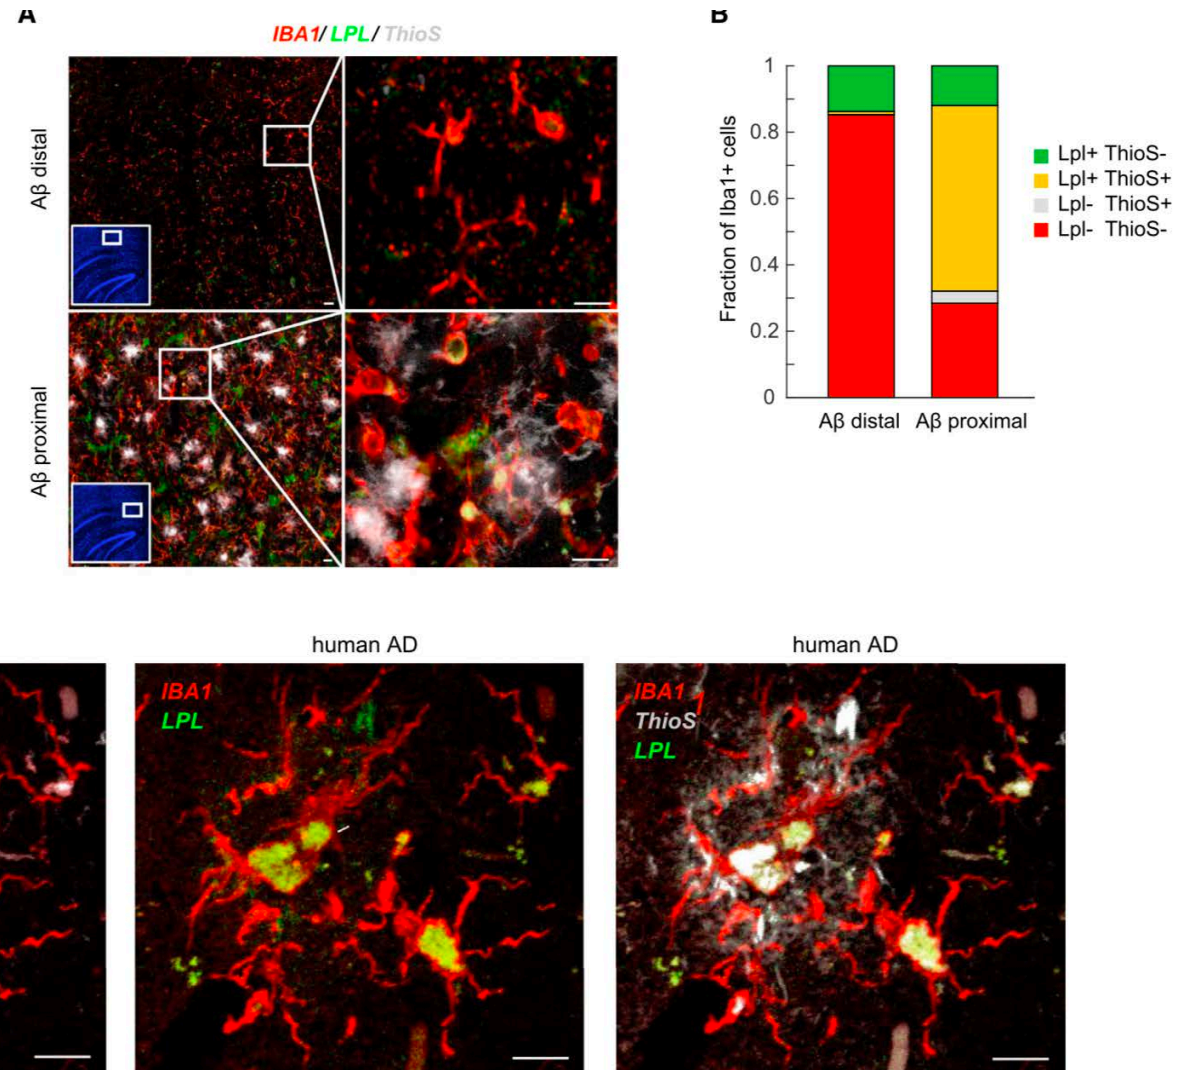 A
B
IBA1/ LPL/ ThioS
Aβ distal
Aβ proximal
Fraction of Iba1+ cells
1
0.8
0.6
0.4
0.2
0
Aβ distal Aβ proximal
Lpl+ ThioS-
Lpl+ ThioS+
Lpl- ThioS+
Lpl- ThioS-
human AD
IBA1
LPL
human AD
IBA1
ThioS
LPL